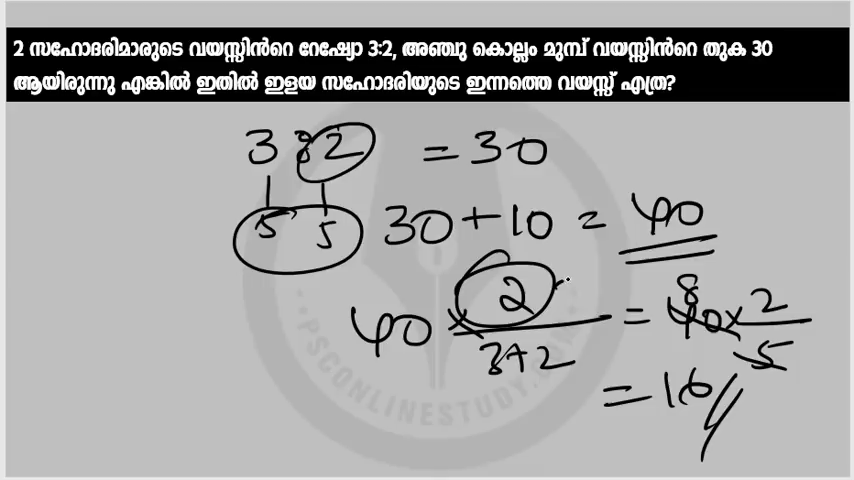 2 സഹോദരിമാരുടെ വയസ്സിൻറെ റേഷ്യോ 3:2, അഞ്ചു കൊല്ലം മുമ്പ് വയസ്സിൻറെ തുക 30
ആയിരുന്നു എങ്കിൽ ഇതിൽ ഇളയ സഹോദരിയുടെ ഇന്നത്തെ വയസ്സ് എത്ര?
3 : 2 = 30
5 5 30 + 10 = 40
40 × 2 / 3+2 = 40 × 2 / 5
8
= 16 //
PSCONLINESTUDY.COM